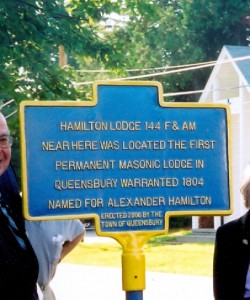 HAMILTON LODGE 144 F & AM
NEAR HERE WAS LOCATED THE FIRST
PERMANENT MASONIC LODGE IN
QUEENSBURY WARRANTED 1804
NAMED FOR ALEXANDER HAMILTON
ERECTED 2006 BY THE
TOWN OF QUEENSBURY